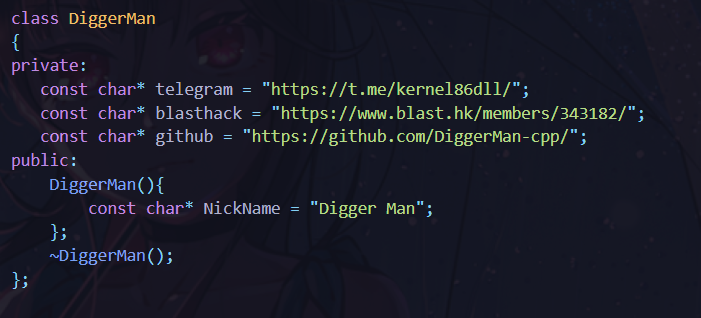 class DiggerMan
{
private:
   const char* telegram = "https://t.me/kernel86dll/";
   const char* blasthack = "https://www.blast.hk/members/343182/";
   const char* github = "https://github.com/DiggerMan-cpp/";
public:
    DiggerMan(){
        const char* NickName = "Digger Man";
    };
    ~DiggerMan();
};